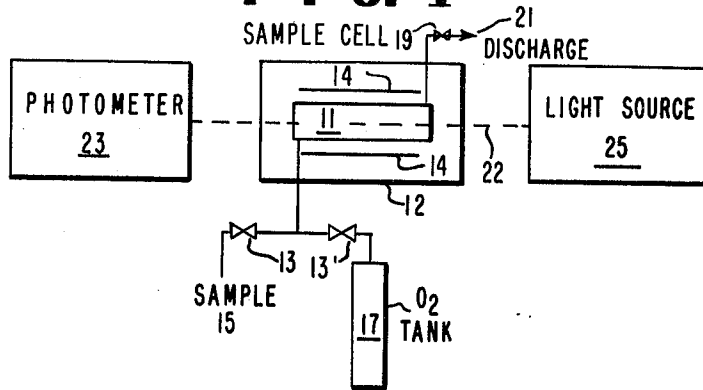 21
SAMPLE CELL 19
DISCHARGE
14
PHOTOMETER
23
11
LIGHT SOURCE
25
22
14
12
13
13'
SAMPLE
15
O2
TANK
17